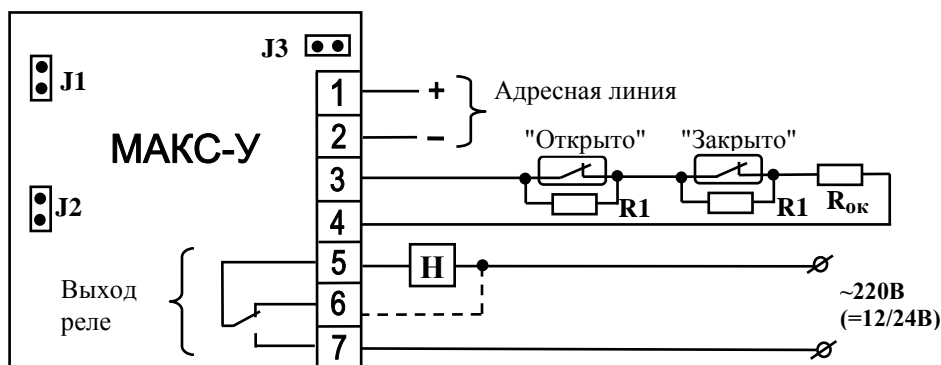 J3
J1
1
+
Адресная линия
2
−
МАКС-У
"Открыто" "Закрыто"
3
J2
R1 R1 Rок
4
5
Н
Выход
реле
6
~220В
(=12/24В)
7